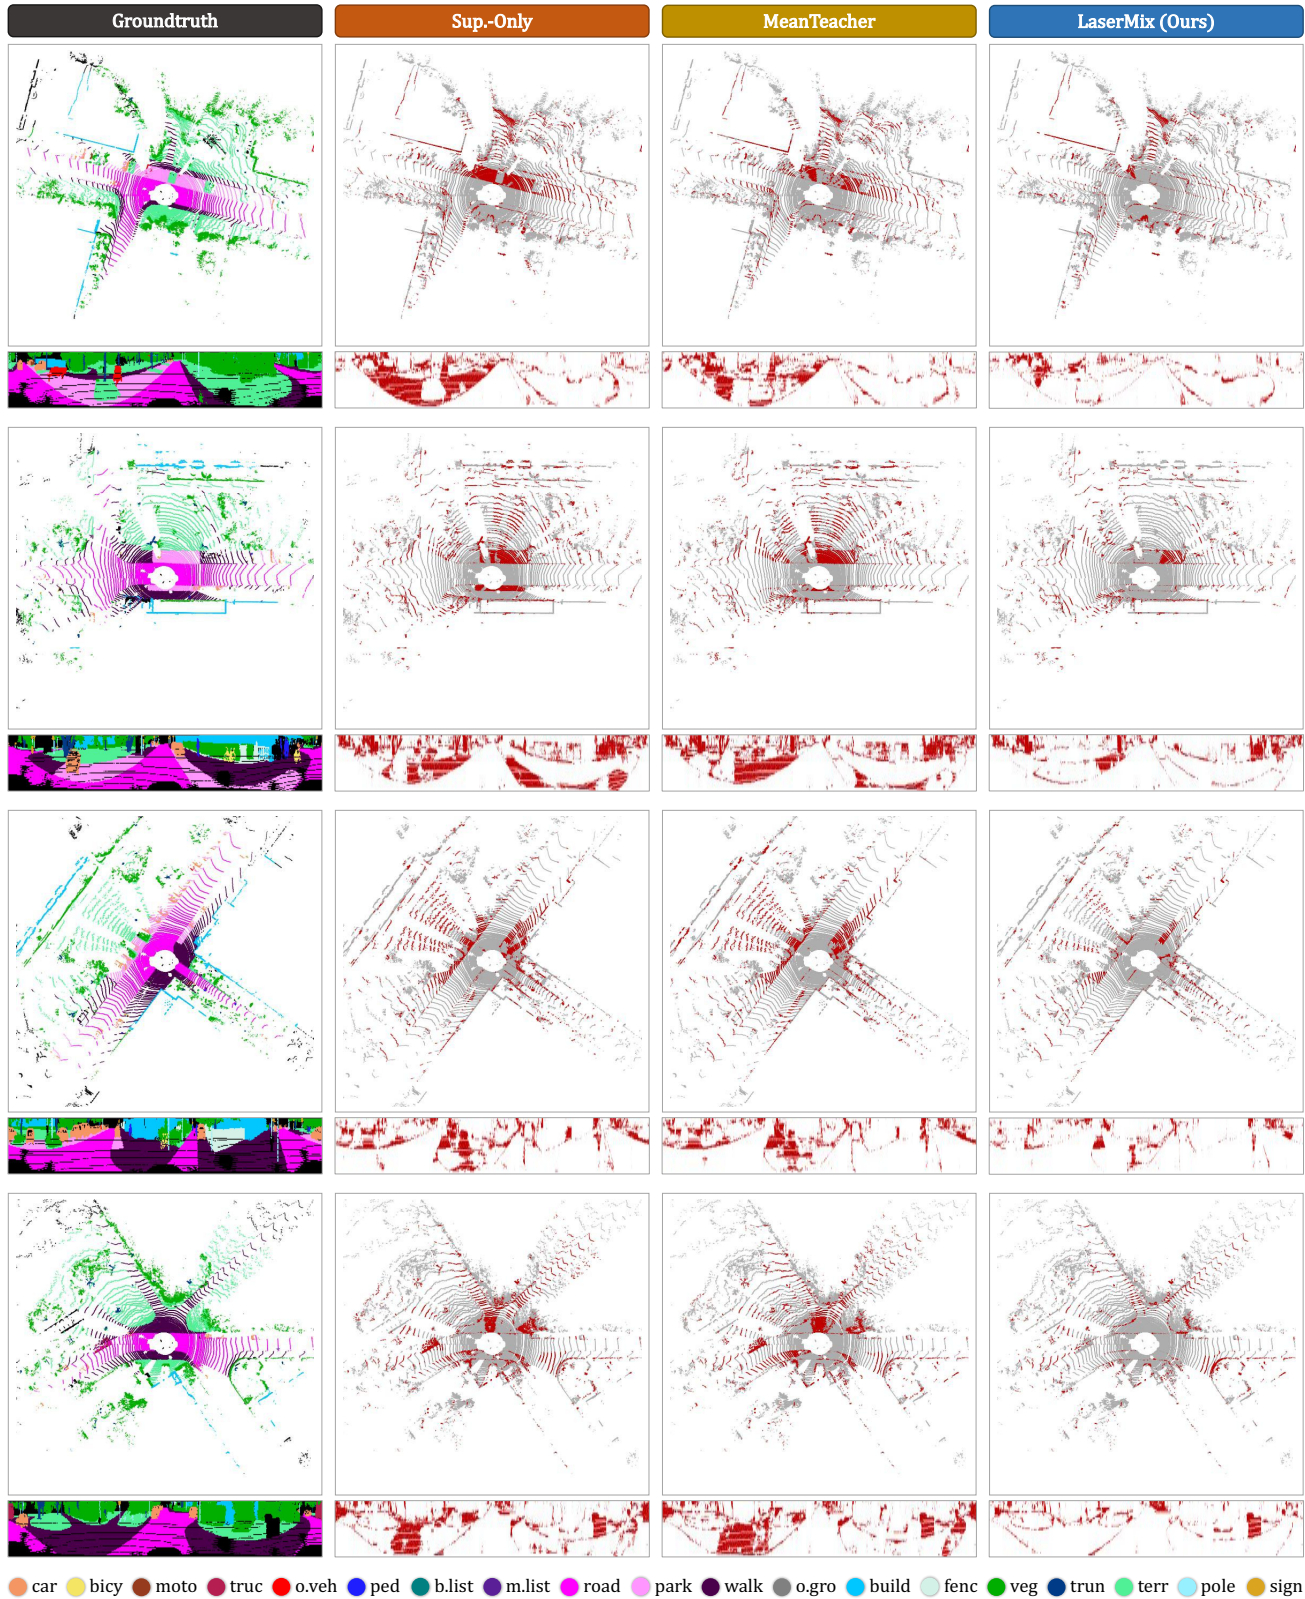 Groundtruth Sup.-Only MeanTeacher LaserMix (Ours)
car bicy moto truc o.veh ped b.list m.list road park walk o.gro build fenc veg trun terr pole sign